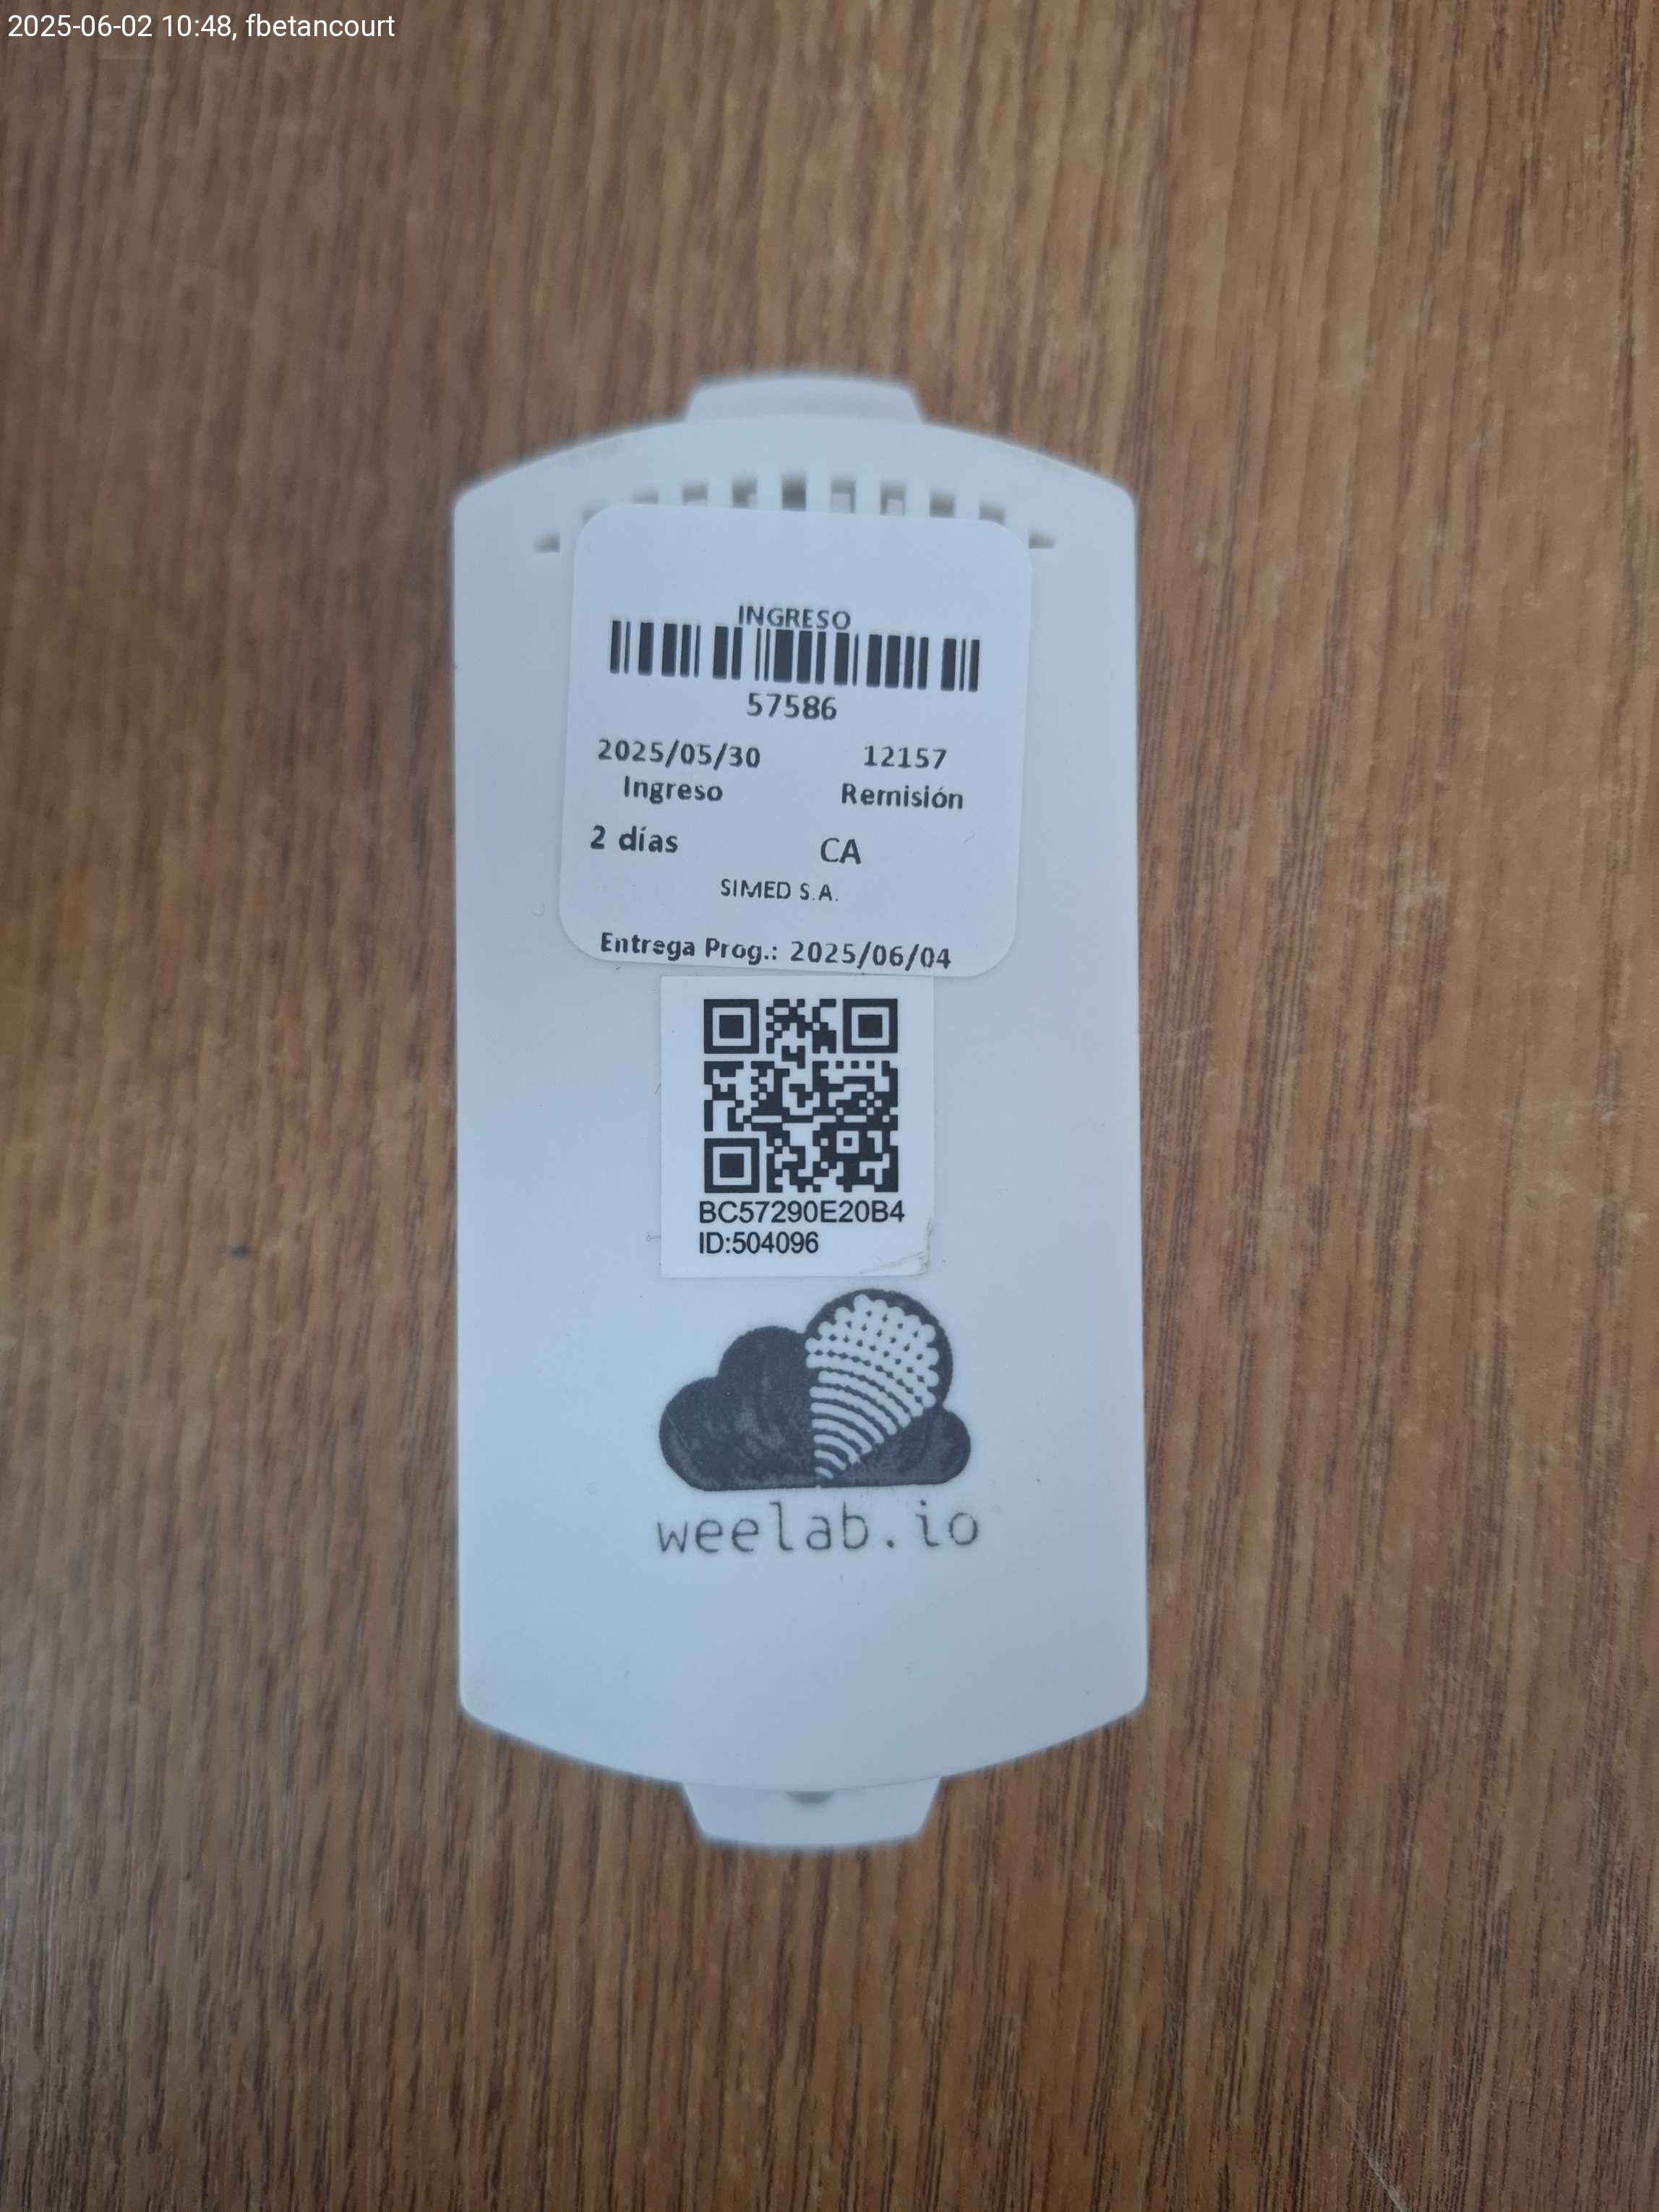 2025-06-02 10:48, fbetancourt
INGRESO
57586
2025/05/30 12157
Ingreso Remisión
2 días CA
SIMED S.A.
Entrega Prog.: 2025/06/04
BC57290E20B4
ID:504096
weelab.io